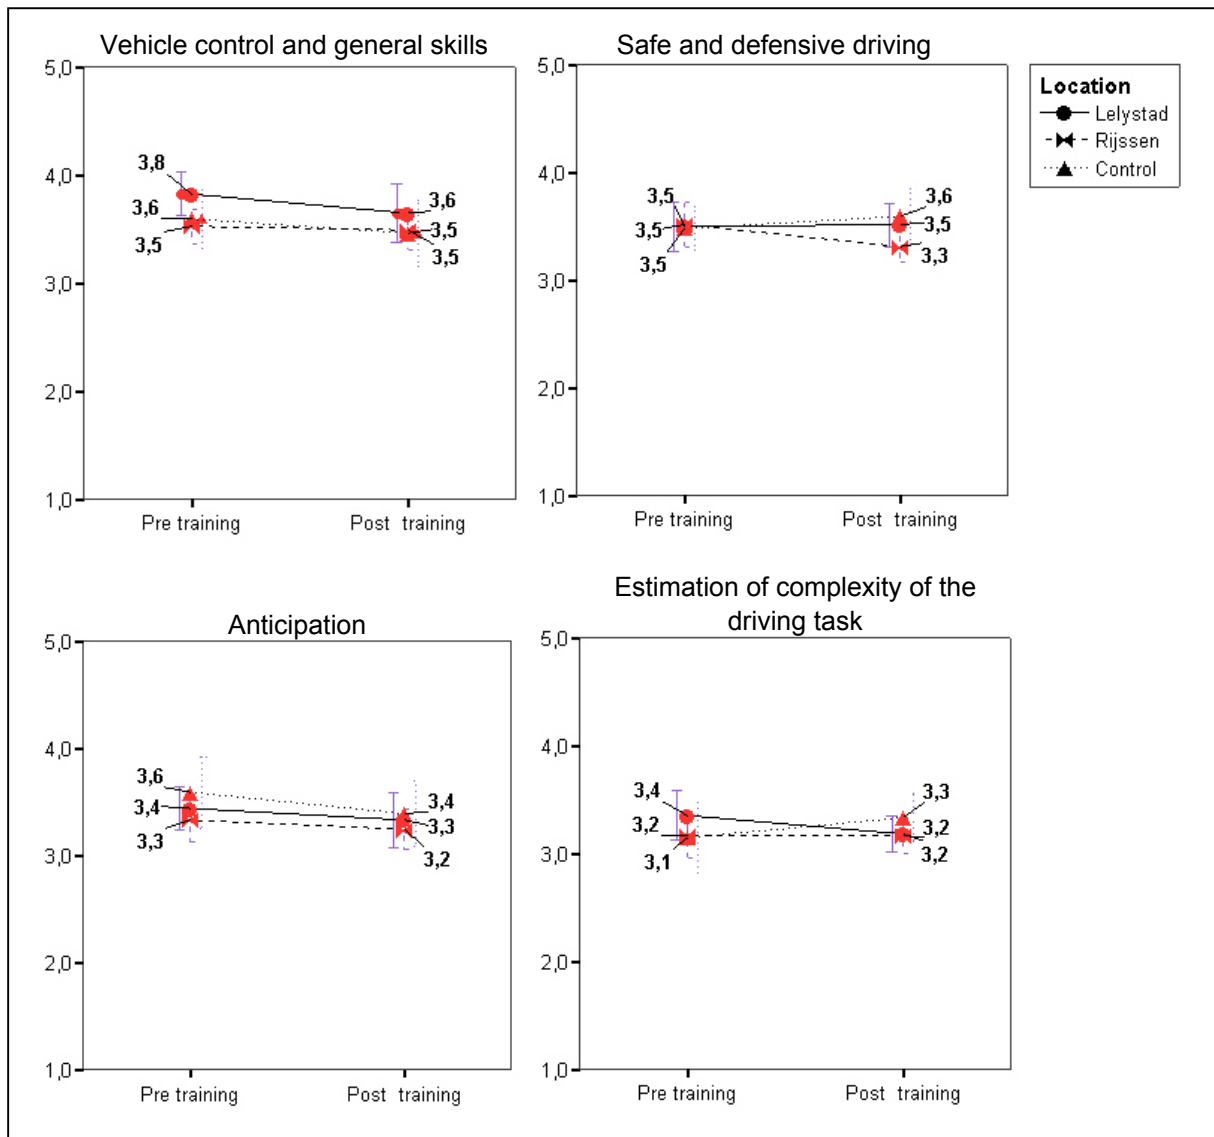 Vehicle control and general skills
5,0
4,0
3,0
2,0
1,0
3,8
3,6
3,5
3,6
3,5
3,5
Pre training
Post training
Safe and defensive driving
5,0
4,0
3,0
2,0
1,0
3,5
3,5
3,5
3,6
3,5
3,3
Pre training
Post training
Location
Lelystad
Rijssen
Control
Anticipation
5,0
4,0
3,0
2,0
1,0
3,6
3,4
3,3
3,4
3,3
3,2
Pre training
Post training
Estimation of complexity of the
driving task
5,0
4,0
3,0
2,0
1,0
3,4
3,2
3,1
3,3
3,2
3,2
Pre training
Post training